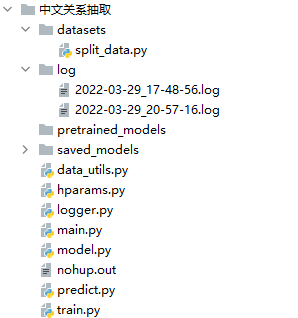 中文关系抽取
datasets
split_data.py
log
2022-03-29_17-48-56.log
2022-03-29_20-57-16.log
pretrained_models
saved_models
data_utils.py
hparams.py
logger.py
main.py
model.py
nohup.out
predict.py
train.py